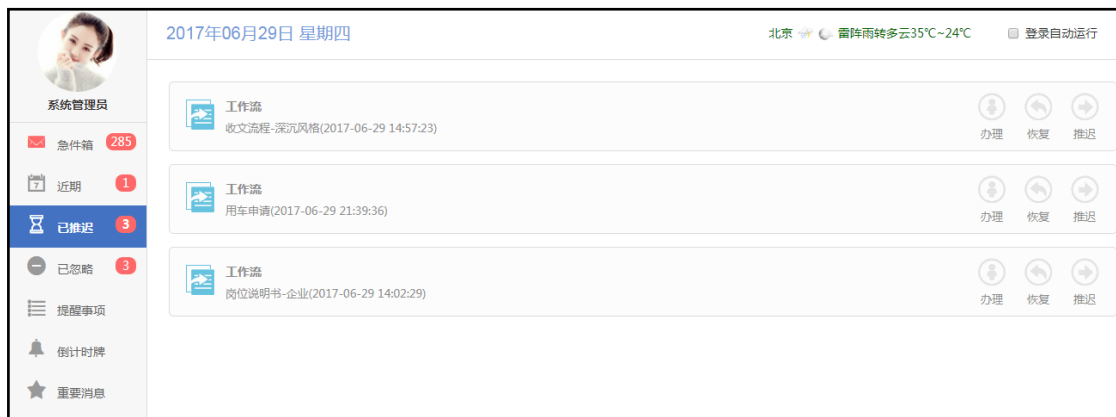 2017年06月29日 星期四
北京 雷阵雨转多云35℃~24℃
登录自动运行
系统管理员
急件箱 285
7 近期 1
已推迟 3
已忽略 3
提醒事项
倒计时牌
重要消息
工作流
收文流程-深沉风格(2017-06-29 14:57:23)
办理 恢复 推迟
工作流
用车申请(2017-06-29 21:39:36)
办理 恢复 推迟
工作流
岗位说明书-企业(2017-06-29 14:02:29)
办理 恢复 推迟